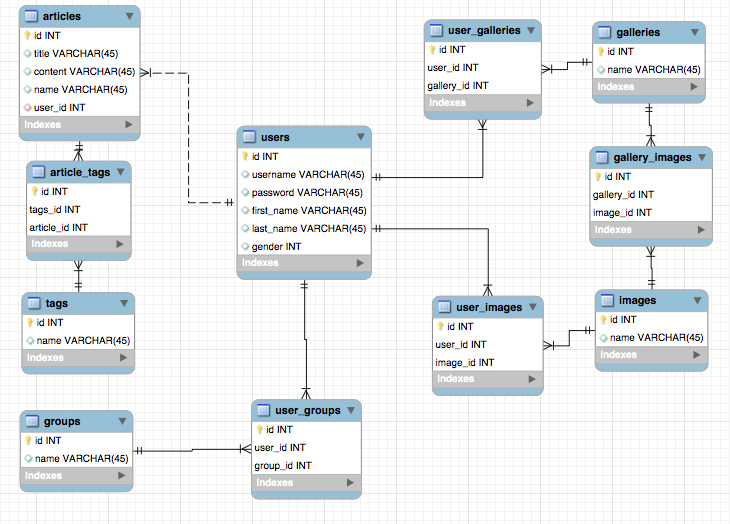 articles
id INT
title VARCHAR(45)
content VARCHAR(45)
name VARCHAR(45)
user_id INT
Indexes
article_tags
id INT
tags_id INT
article_id INT
Indexes
tags
id INT
name VARCHAR(45)
Indexes
groups
id INT
name VARCHAR(45)
Indexes
users
id INT
username VARCHAR(45)
password VARCHAR(45)
first_name VARCHAR(45)
last_name VARCHAR(45)
gender INT
Indexes
user_groups
id INT
user_id INT
group_id INT
Indexes
user_galleries
id INT
user_id INT
gallery_id INT
Indexes
user_images
id INT
user_id INT
image_id INT
Indexes
galleries
id INT
name VARCHAR(45)
Indexes
gallery_images
id INT
gallery_id INT
image_id INT
Indexes
images
id INT
name VARCHAR(45)
Indexes